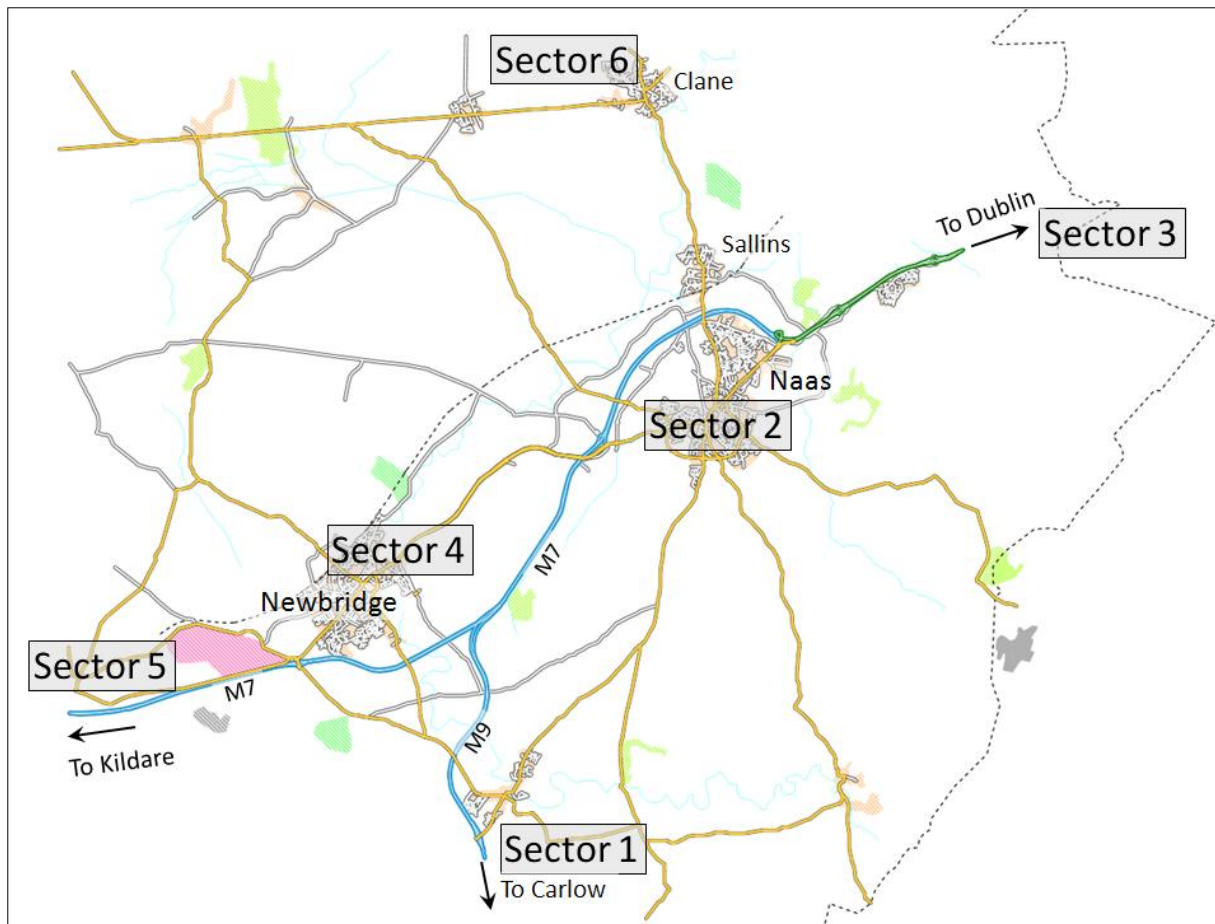 Sector 6
Clane
To Dublin
Sector 3
Sallins
Naas
Sector 2
Sector 4
M7
Newbridge
Sector 5
M7
M9
To Kildare
Sector 1
To Carlow